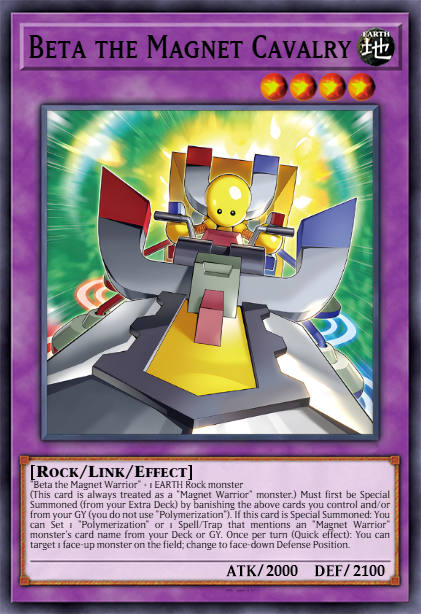 BETA THE MAGNET CAVALRY
EARTH
地
[ROCK/LINK/EFFECT]
"Beta the Magnet Warrior" + 1 EARTH Rock monster
(This card is always treated as a "Magnet Warrior" monster.) Must first be Special
Summoned (from your Extra Deck) by banishing the above cards you control and/or
from your GY (you do not use "Polymerization"). If this card is Special Summoned: You
can Set 1 "Polymerization" or 1 Spell/Trap that mentions an "Magnet Warrior"
monster's card name from your Deck or GY. Once per turn (Quick effect): You can
target 1 face-up monster on the field; change to face-down Defense Position.
ATK/2000 DEF/2100